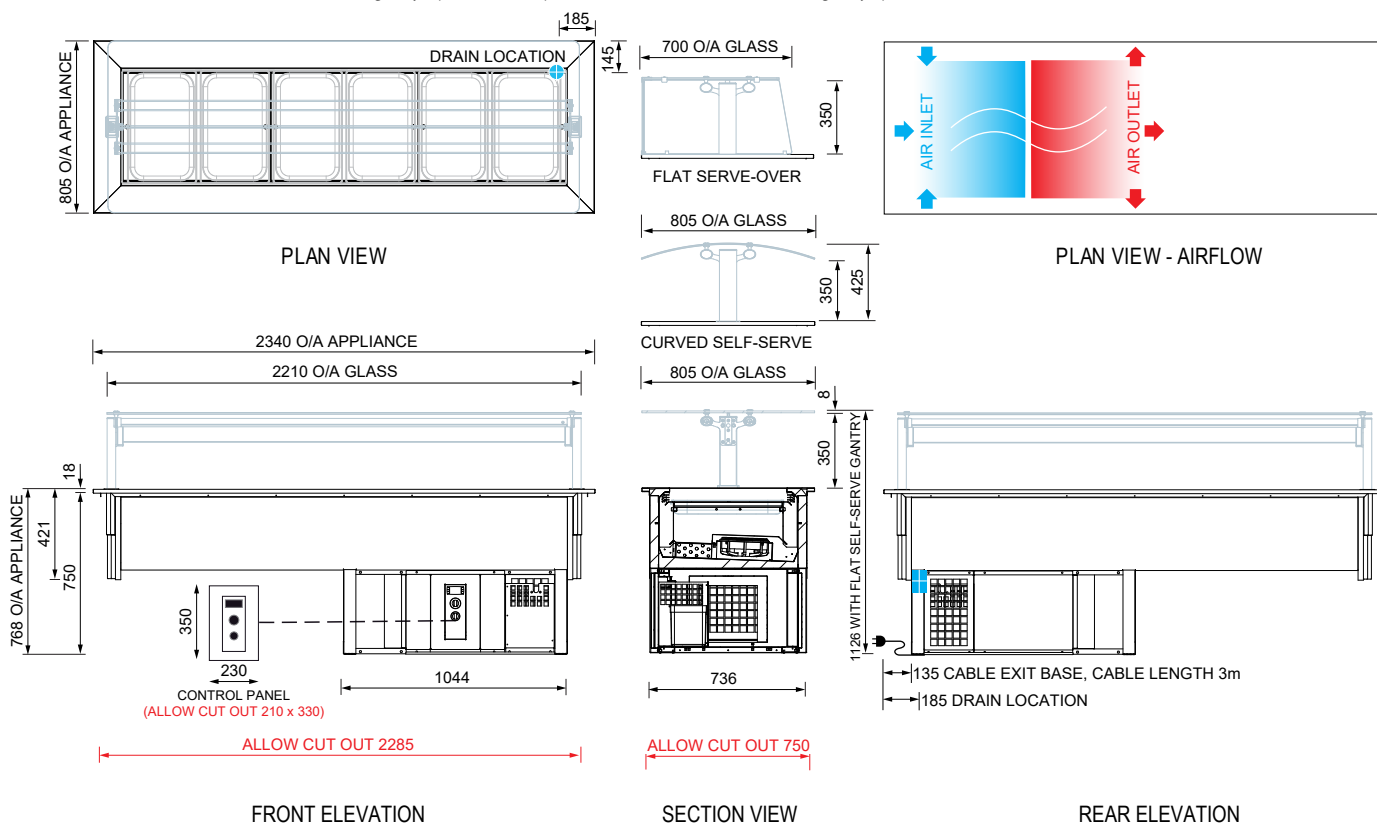 185
DRAIN LOCATION
145
805 O/A APPLIANCE
PLAN VIEW
700 O/A GLASS
350
FLAT SERVE-OVER
805 O/A GLASS
350
425
CURVED SELF-SERVE
AIR INLET
AIR OUTLET
PLAN VIEW - AIRFLOW
2340 O/A APPLIANCE
2210 O/A GLASS
18
421
750
768 O/A APPLIANCE
350
230
CONTROL PANEL
(ALLOW CUT OUT 210 x 330)
1044
ALLOW CUT OUT 2285
FRONT ELEVATION
805 O/A GLASS
8
350
1126 WITH FLAT SELF-SERVE GANTRY
736
ALLOW CUT OUT 750
SECTION VIEW
135 CABLE EXIT BASE, CABLE LENGTH 3m
185 DRAIN LOCATION
REAR ELEVATION